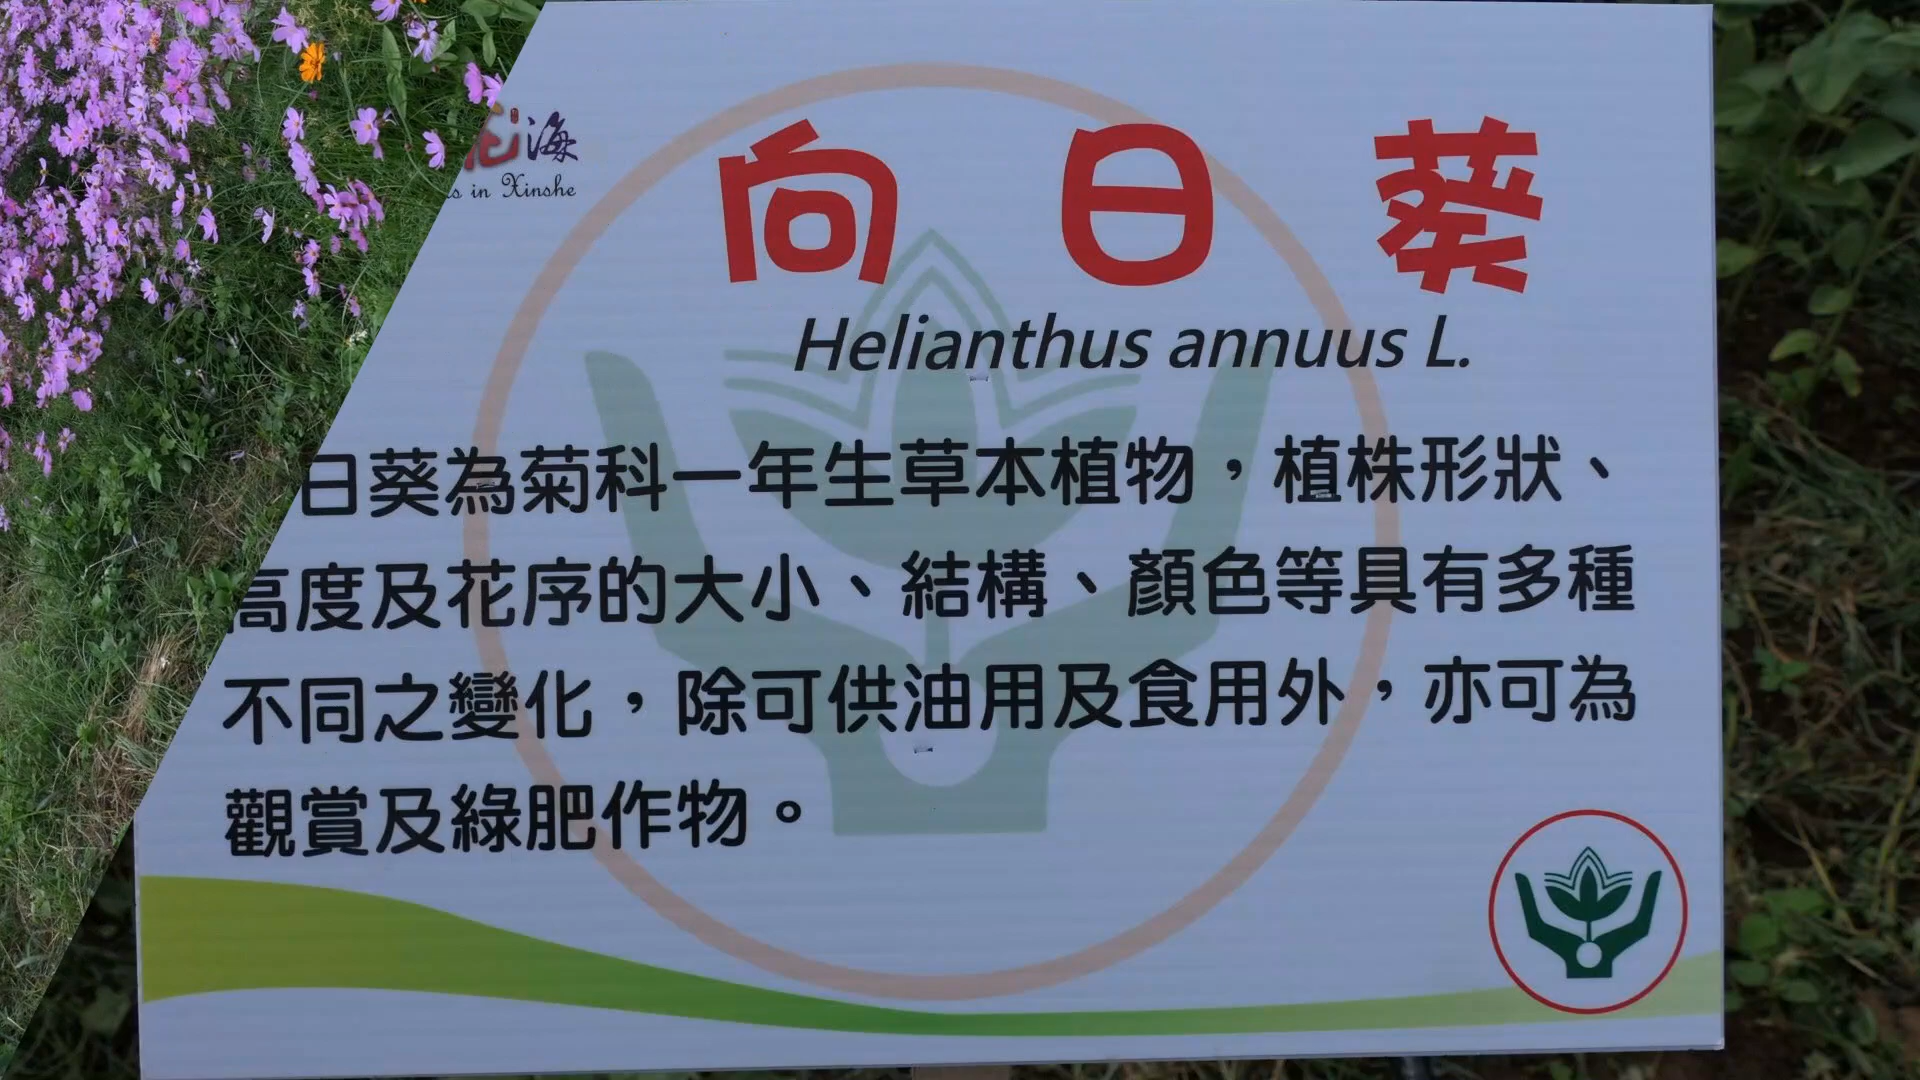 海
in Xinshe
向日葵
Helianthus annuus L.
日葵為菊科一年生草本植物，植株形狀、
高度及花序的大小、結構、顏色等具有多種
不同之變化，除可供油用及食用外，亦可為
觀賞及綠肥作物。